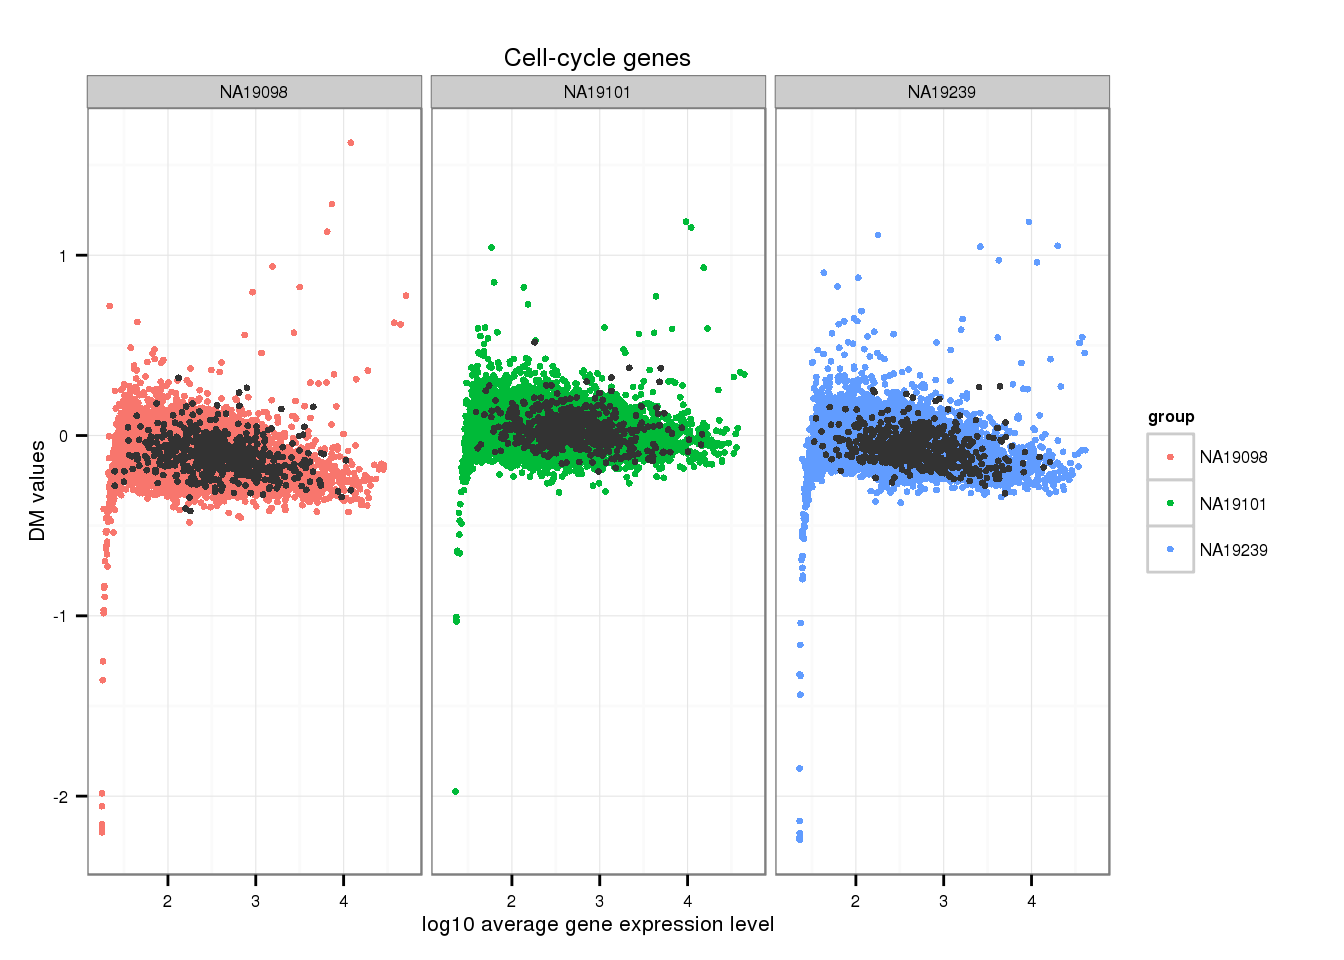 Cell-cycle genes
NA19098 NA19101 NA19239
1
0
-1
-2
DM values
2 3 4 2 3 4 2 3 4
log10 average gene expression level
group
NA19098
NA19101
NA19239